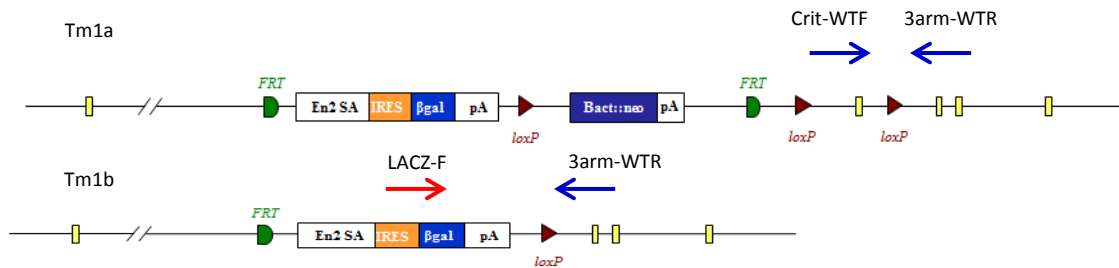 Crit-WTF 3arm-WTR
Tm1a
FRT FRT
En2 SA IRES βgal pA Bact::neo pA
loxP loxP loxP
LACZ-F 3arm-WTR
Tm1b
FRT
En2 SA IRES βgal pA
loxP